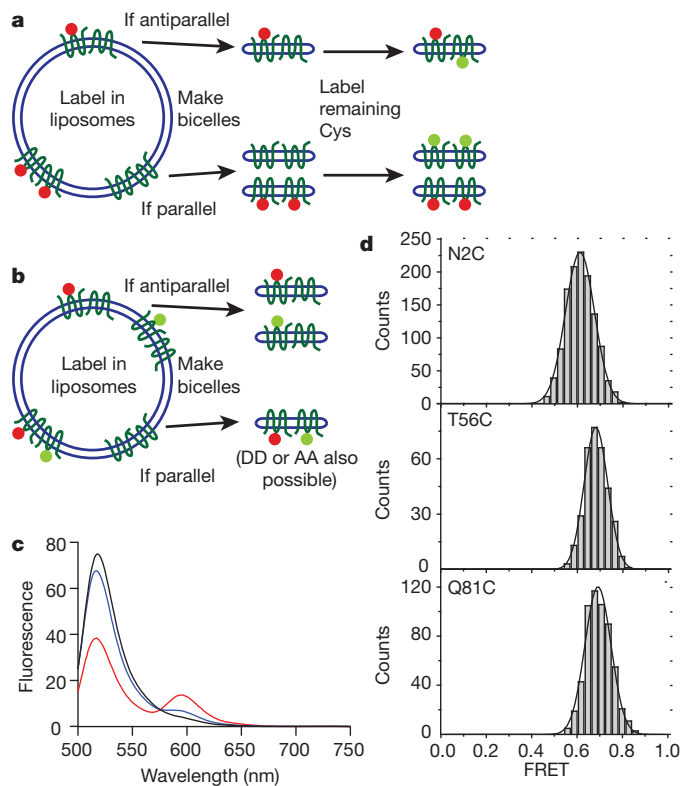 a
If antiparallel
Label in
liposomes
Make
bicelles
Label
remaining
Cys
If parallel
b
If antiparallel
Label in
liposomes
Make
bicelles
If parallel
(DD or AA also
possible)
c
Fluorescence
80
60
40
20
0
500 550 600 650 700 750
Wavelength (nm)
d
N2C
Counts
250
200
150
100
50
0
T56C
Counts
90
60
30
0
Q81C
Counts
120
80
40
0
0.0 0.2 0.4 0.6 0.8 1.0
FRET